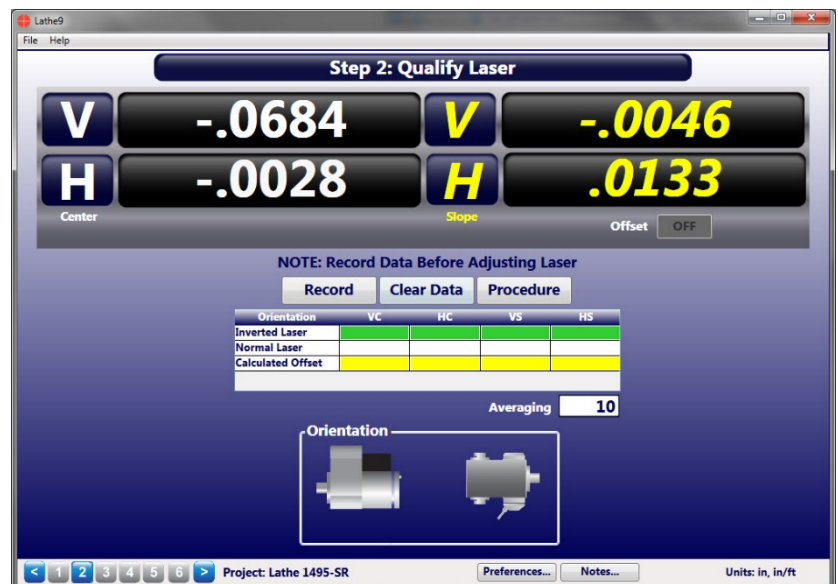 Lathe9
File Help
Step 2: Qualify Laser
V -.0684 V -.0046
H -.0028 H .0133
Center Slope Offset OFF
NOTE: Record Data Before Adjusting Laser
Record Clear Data Procedure
Orientation VC HC VS HS
Inverted Laser
Normal Laser
Calculated Offset
Averaging 10
Orientation
< 1 2 3 4 5 6 > Project: Lathe 1495-SR Preferences... Notes... Units: in, in/ft